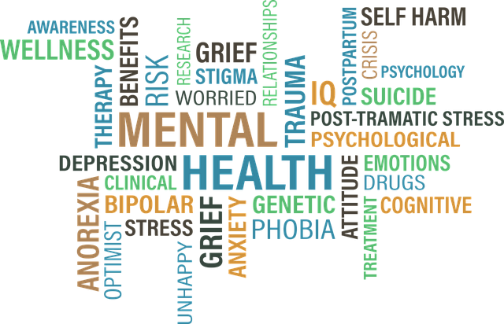 AWARENESS
WELLNESS
THERAPY
BENEFITS
RISK
RESEARCH
GRIEF
STIGMA
WORRIED
RELATIONSHIPS
TRAUMA
IQ
POSTPARTUM
CRISIS
SELF HARM
PSYCHOLOGY
SUICIDE
POST-TRAMATIC STRESS
MENTAL
PSYCHOLOGICAL
DEPRESSION
HEALTH
ANOREXIA
CLINICAL
BIPOLAR
OPTIMIST
STRESS
UNHAPPY
GRIEF
ANXIETY
GENETIC
PHOBIA
ATTITUDE
EMOTIONS
DRUGS
TREATMENT
COGNITIVE